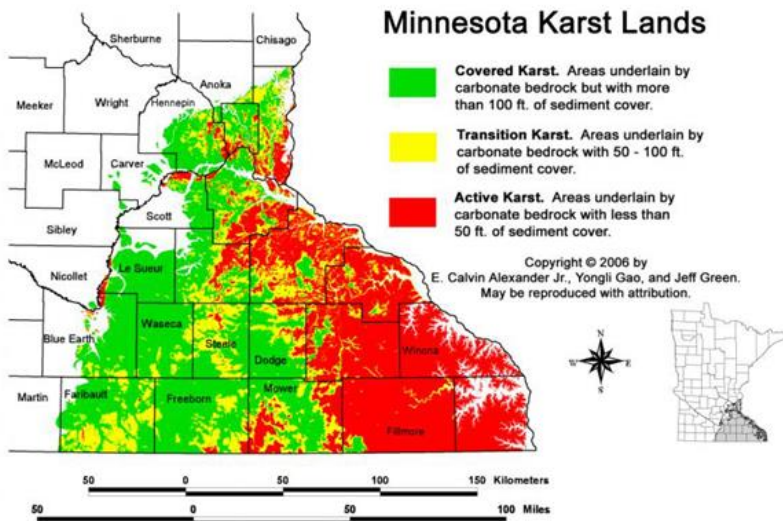 Minnesota Karst Lands
Covered Karst. Areas underlain by
carbonate bedrock but with more
than 100 ft. of sediment cover.
Transition Karst. Areas underlain by
carbonate bedrock with 50 - 100 ft.
of sediment cover.
Active Karst. Areas underlain by
carbonate bedrock with less than
50 ft. of sediment cover.
Copyright © 2006 by
E. Calvin Alexander Jr., Yongli Gao, and Jeff Green.
May be reproduced with attribution.
N
W E
S
Sherburne
Chisago
Anoka
Meeker
Wright
Hennepin
McLeod
Carver
Scott
Sibley
Nicollet
Le Sueur
Blue Earth
Waseca
Steele
Dodge
Winona
Martin
Faribault
Freeborn
Mower
Fillmore
50 0 50 100 150 Kilometers
50 0 50 100 Miles